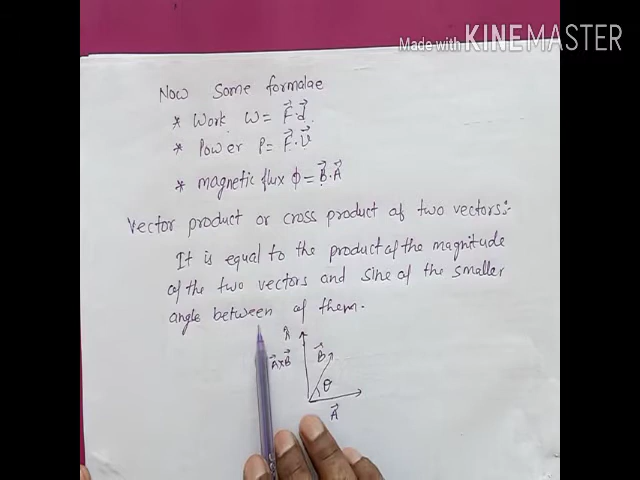 Made with KINEMASTER
Now Some formalae
* Work W = F⃗.d⃗
* Power P = F⃗.V⃗
* magnetic flux ϕ = B⃗.A⃗
Vector product or cross product of two vectors:-
It is equal to the product of the magnitude
of the two vectors and sine of the smaller
angle between of them.
n̂
A⃗xB⃗
B⃗
θ
A⃗